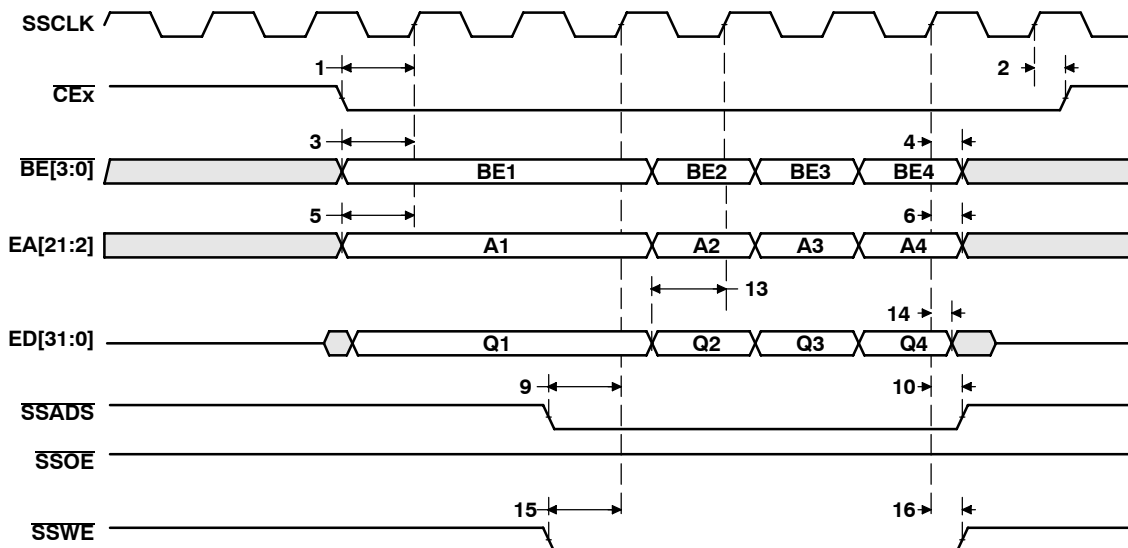 SSCLK
1
2
CEx
3
4
BE[3:0]
BE1
BE2
BE3
BE4
5
6
EA[21:2]
A1
A2
A3
A4
13
14
ED[31:0]
Q1
Q2
Q3
Q4
9
10
SSADS
SSOE
15
16
SSWE